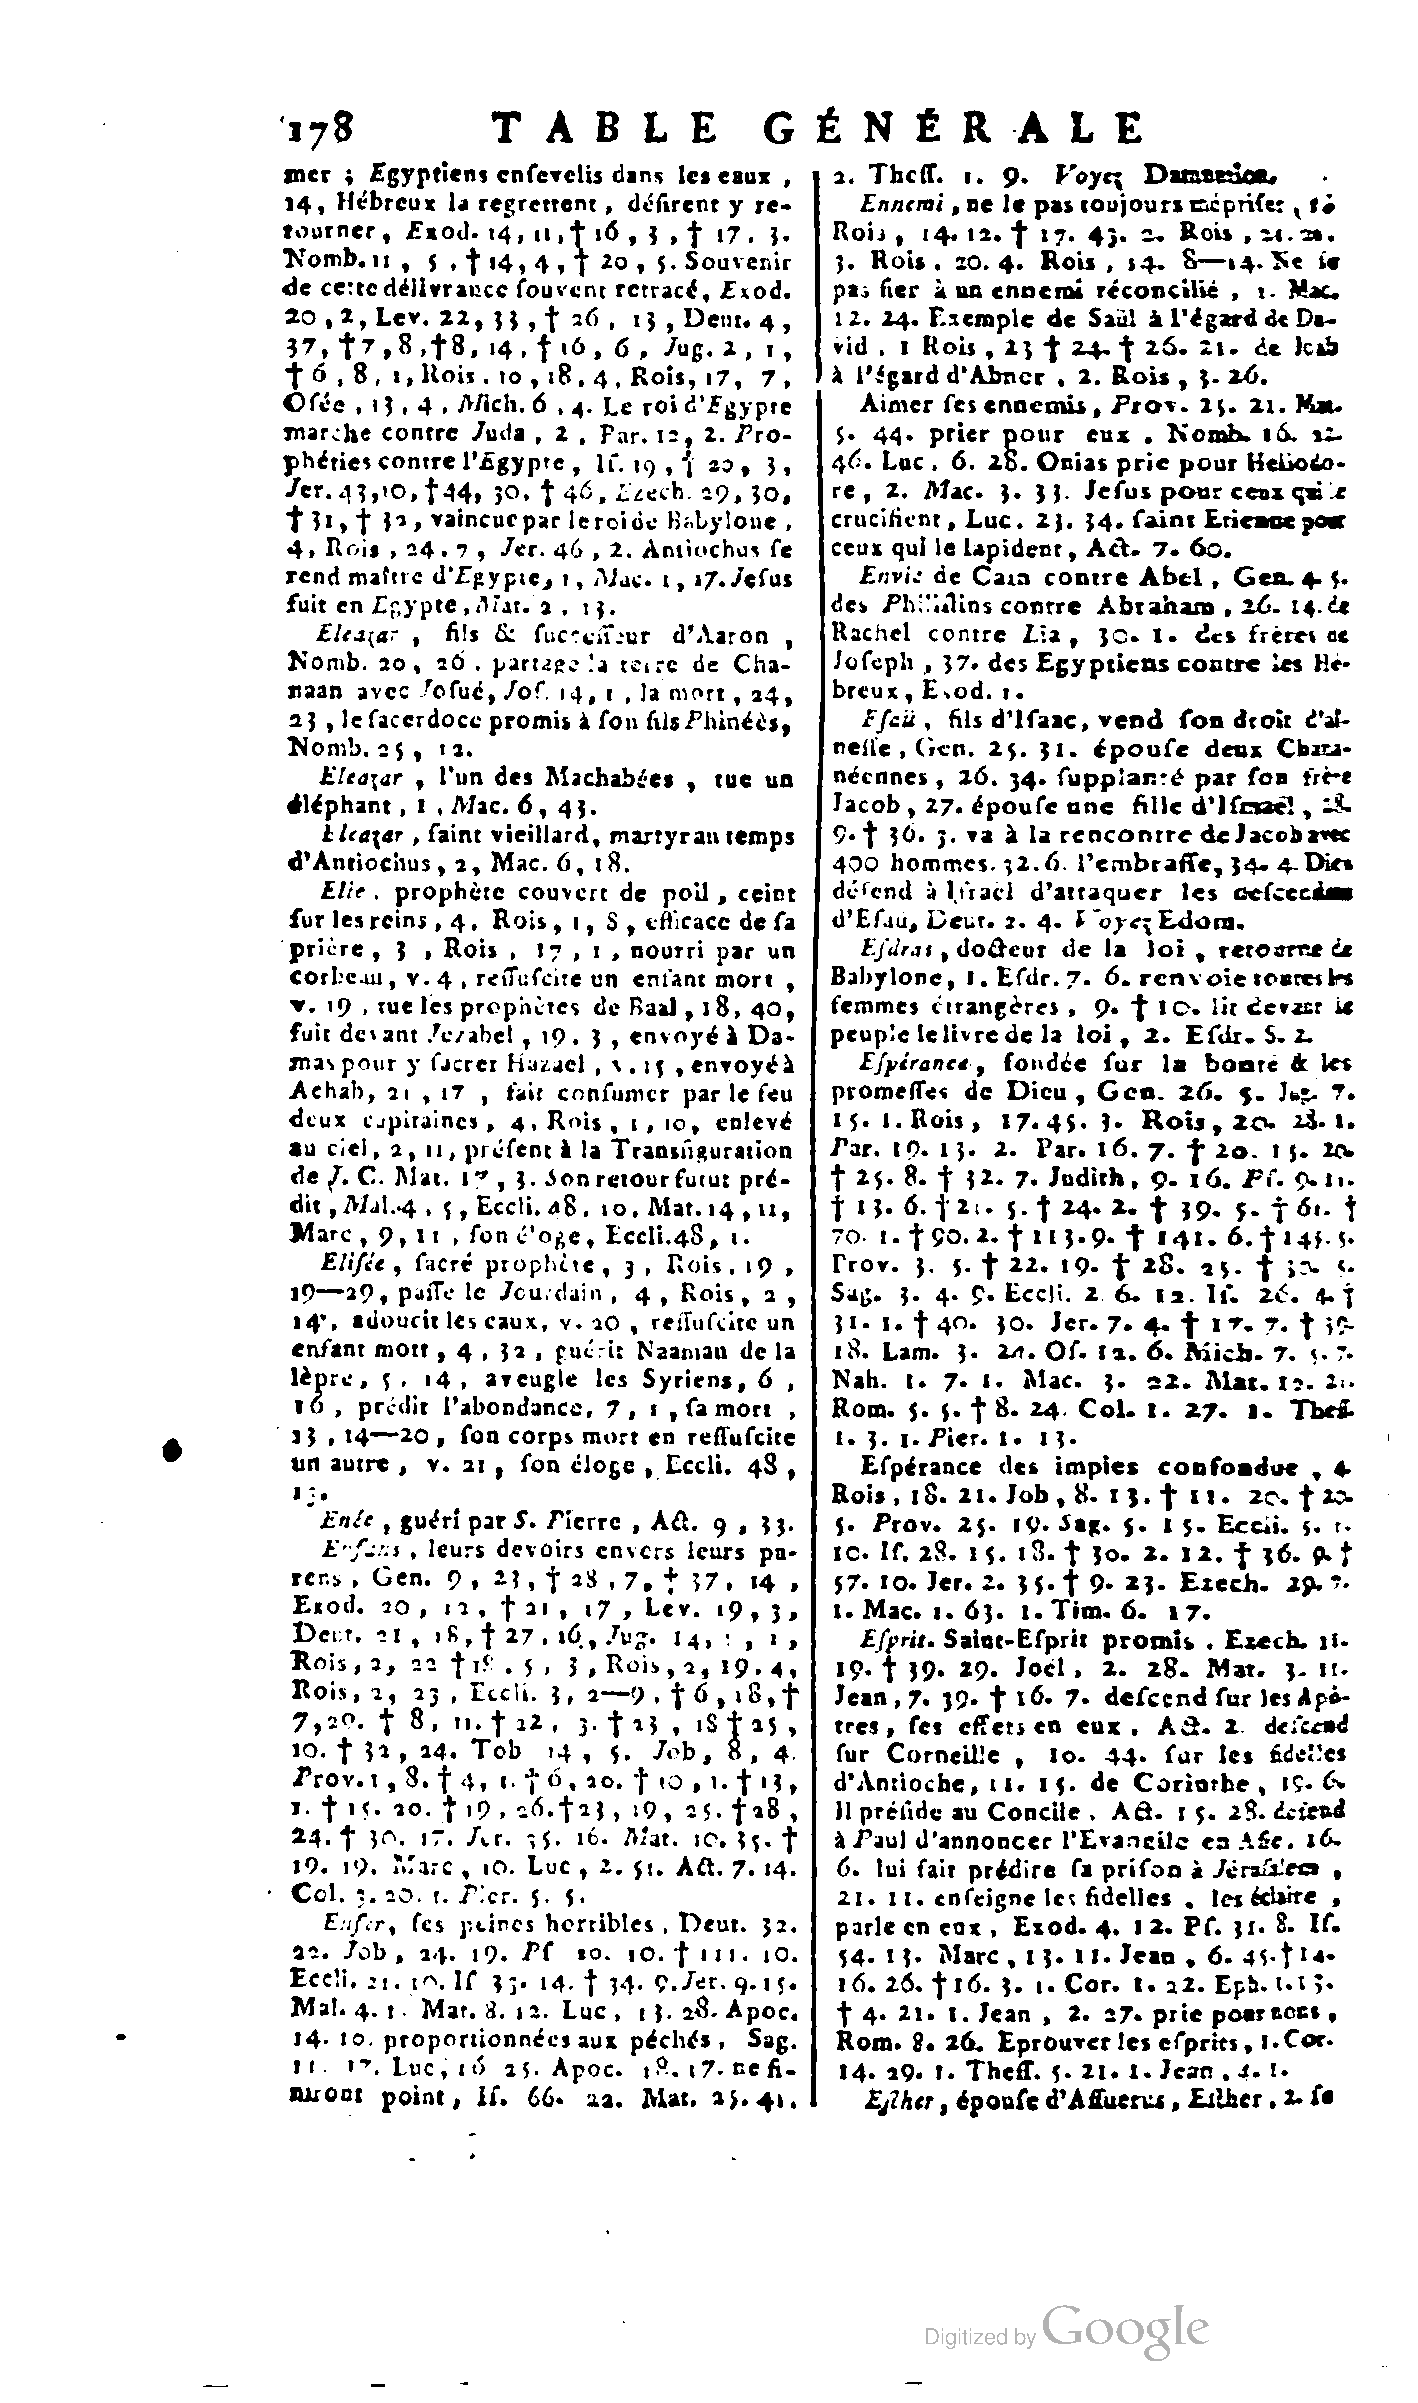 178 TABLE GÉNÉRALE
mer ; Egyptiens enſevelis dans les eaux ,
14, Hébreux la regrettent, déſirent y re-
tourner, Exod. 14, 11, † 16, 3, † 17. 3.
Nomb. 11, 5, † 14, 4, † 20, 5. Souvenir
de cette délivrance ſouvent retracé, Exod.
20, 2, Lev. 22, 33, † 26, 13, Deut. 4,
37, † 7, 8, † 8, 14, † 16, 6, Jug. 2, 1,
† 6, 8, 1, Rois. 10, 18, 4, Rois, 17, 7,
Oſée, 13, 4, Mich. 6, 4. Le roi d'Egypte
marche contre Juda, 2, Par. 12, 2. Pro-
phéties contre l'Egypte, Iſ. 19, † 20, 3,
Jer. 43, 10, † 44, 30. † 46, Ezech. 29, 30,
† 31, † 32, vaincue par le roi de Babylone,
4, Rois, 24. 7, Jer. 46, 2. Antiochus ſe
rend maître d'Egypte, 1, Mac. 1, 17. Jeſus
fuit en Egypte, Mat. 2, 13.
Eleazar, fils & ſucceſſeur d'Aaron,
Nomb. 20, 26, partage la terre de Cha-
naan avec Joſué, Joſ. 14, 1, ſa mort, 24,
23, le ſacerdoce promis à ſon fils Phinéès,
Nomb. 25, 12.
Eleazar, l'un des Machabées, tue un
éléphant, 1, Mac. 6, 43.
Eleazar, ſaint vieillard, martyr au temps
d'Antiochus, 2, Mac. 6, 18.
Elie, prophète couvert de poil, ceint
ſur les reins, 4, Rois, 1, 8, efficace de ſa
prière, 3, Rois, 17, 1, nourri par un
corbeau, v. 4, reſſuſcite un enfant mort,
v. 19, tue les prophètes de Baal, 18, 40,
fuit devant Jezabel, 19. 3, envoyé à Da-
mas pour y ſacrer Hazael, v. 15, envoyé à
Achab, 21, 17, fait conſumer par le feu
deux capitaines, 4, Rois, 1, 10, enlevé
au ciel, 2, 11, préſent à la Transfiguration
de J. C. Mat. 17, 3. Son retour futut pré-
dit, Mal. 4, 5, Eccli. 48, 10, Mat. 14, 11,
Marc, 9, 11, ſon éloge, Eccli. 48, 1.
Eliſée, ſacré prophète, 3, Rois, 19,
19—29, paſſe le Jourdain, 4, Rois, 2,
14, adoucit les eaux, v. 20, reſſuſcite un
enfant mort, 4, 32, guérit Naaman de la
lèpre, 5, 14, aveugle les Syriens, 6,
16, prédit l'abondance, 7, 1, ſa mort,
13, 14—20, ſon corps mort en reſſuſcite
un autre, v. 21, ſon éloge, Eccli. 48,
13.
Enée, guéri par S. Pierre, Act. 9, 33.
Enfans, leurs devoirs envers leurs pa-
rens, Gen. 9, 23, † 28, 7, † 37, 14,
Exod. 20, 12, † 21, 17, Lev. 19, 3,
Deut. 21, 18, † 27, 16, Jug. 14, 1,
Rois, 2, 22 † 18. 5, 3, Rois, 2, 19. 4,
Rois, 2, 23, Eccli. 3, 2—9, † 6, 18, †
7, 20. † 8, 11. † 22, 3. † 23, 18 † 25,
10. † 32, 24. Tob 14, 5. Job, 8, 4.
Prov. 1, 8. † 4, 1. † 6, 20. † 10, 1. † 13,
1. † 15. 20. † 19, 26. † 23, 19, 25. † 28,
24. † 30. 17. Jer. 35. 16. Mat. 10. 35. †
19. 19. Marc, 10. Luc, 2. 51. Act. 7. 14.
Col. 3. 20. 1. Pier. 5. 5.
Enfer, ſes peines horribles, Deut. 32.
22. Job, 24. 19. Pſ 10. 10. † 111. 10.
Eccli. 21. 10. Iſ 33. 14. † 34. 9. Jer. 9. 15.
Mal. 4. 1. Mat. 8. 12. Luc, 13. 28. Apoc.
14. 10. proportionnées aux péchés, Sag.
11. 17. Luc, 16 25. Apoc. 18. 17. ne fi-
niront point, Iſ. 66. 22. Mat. 25. 41.
2. Theſſ. 1. 9. Voyez Damnation.
Ennemi, ne le pas toujours mépriſer,
Rois, 14. 12. † 17. 43. 2. Rois, 21. 21.
3. Rois, 20. 4. Rois, 14. 8—14. Ne ſe
pas fier à un ennemi réconcilié, 1. Mac.
12. 24. Exemple de Saül à l'égard de Da-
vid, 1 Rois, 23 † 24. † 26. 21. de Joab
à l'égard d'Abner, 2. Rois, 3. 26.
Aimer ſes ennemis, Prov. 25. 21. Mat.
5. 44. prier pour eux, Nomb. 16. 22.
46. Luc, 6. 28. Onias prie pour Heliodo-
re, 2. Mac. 3. 33. Jeſus pour ceux qui le
crucifient, Luc. 23. 34. ſaint Etienne pour
ceux qui le lapident, Act. 7. 60.
Envie de Cain contre Abel, Gen. 4 5.
des Philiſtins contre Abraham, 26. 14. de
Rachel contre Lia, 30. 1. des frères de
Joſeph, 37. des Egyptiens contre les Hé-
breux, Exod. 1.
Eſaü, fils d'Iſaac, vend ſon droit d'aî-
neſſe, Gen. 25. 31. épouſe deux Chana-
néennes, 26. 34. ſupplanté par ſon frère
Jacob, 27. épouſe une fille d'Iſmaël, 28.
9. † 36. 3. va à la rencontre de Jacob avec
400 hommes. 32. 6. l'embraſſe, 34. 4. Dieu
défend à Iſraël d'attaquer les deſcendans
d'Eſaü, Deut. 2. 4. Voyez Edom.
Eſdras, docteur de la loi, retourne de
Babylone, 1. Eſdr. 7. 6. renvoie toutes les
femmes étrangères, 9. † 10. lit devant le
peuple le livre de la loi, 2. Eſdr. 8. 2.
Eſpérance, fondée ſur la bonté & les
promeſſes de Dieu, Gen. 26. 5. Jug. 7.
15. 1. Rois, 17. 45. 3. Rois, 20. 28. 1.
Par. 19. 13. 2. Par. 16. 7. † 20. 15. 20.
† 25. 8. † 32. 7. Judith, 9. 16. Pſ. 9. 11.
† 13. 6. † 21. 5. † 24. 2. † 39. 5. † 61. †
70. 1. † 90. 2. † 113. 9. † 141. 6. † 145. 5.
Prov. 3. 5. † 22. 19. † 28. 25. † 30. 5.
Sag. 3. 4. 9. Eccli. 2. 6. 12. Iſ. 26. 4. †
31. 1. † 40. 30. Jer. 7. 4. † 17. 7. † 39.
18. Lam. 3. 24. Oſ. 12. 6. Mich. 7. 5. 7.
Nah. 1. 7. 1. Mac. 3. 22. Mat. 12. 21.
Rom. 5. 5. † 8. 24. Col. 1. 27. 1. Theſſ.
1. 3. 1. Pier. 1. 13.
Eſpérance des impies confondue, 4.
Rois, 18. 21. Job, 8. 13. † 11. 20. † 20.
5. Prov. 25. 19. Sag. 5. 15. Eccli. 5. 1.
10. Iſ. 28. 15. 18. † 30. 2. 12. † 36. 9. †
57. 10. Jer. 2. 35. † 9. 23. Ezech. 29. 7.
1. Mac. 1. 63. 1. Tim. 6. 17.
Eſprit. Saint-Eſprit promis, Ezech. 11.
19. † 39. 29. Joël, 2. 28. Mat. 3. 11.
Jean, 7. 39. † 16. 7. deſcend ſur les Apô-
tres, ſes effets en eux, Act. 2. deſcend
ſur Corneille, 10. 44. ſur les fidelles
d'Antioche, 11. 15. de Corinthe, 19. 6.
Il préſide au Concile, Act. 15. 28. défend
à Paul d'annoncer l'Evangile en Aſie, 16.
6. lui fait prédire ſa priſon à Jéruſalem,
21. 11. enſeigne les fidelles, les éclaire,
parle en eux, Exod. 4. 12. Pſ. 31. 8. Iſ.
54. 13. Marc, 13. 11. Jean, 6. 45. † 14.
16. 26. † 16. 3. 1. Cor. 1. 22. Eph. 1. 13.
† 4. 21. 1. Jean, 2. 27. prie pour nous,
Rom. 8. 26. Eprouver les eſprits, 1. Cor.
14. 29. 1. Theſſ. 5. 21. 1. Jean, 4. 1.
Eſther, épouſe d'Aſſuerus, Eſther, 2. ſe
Digitized by Google